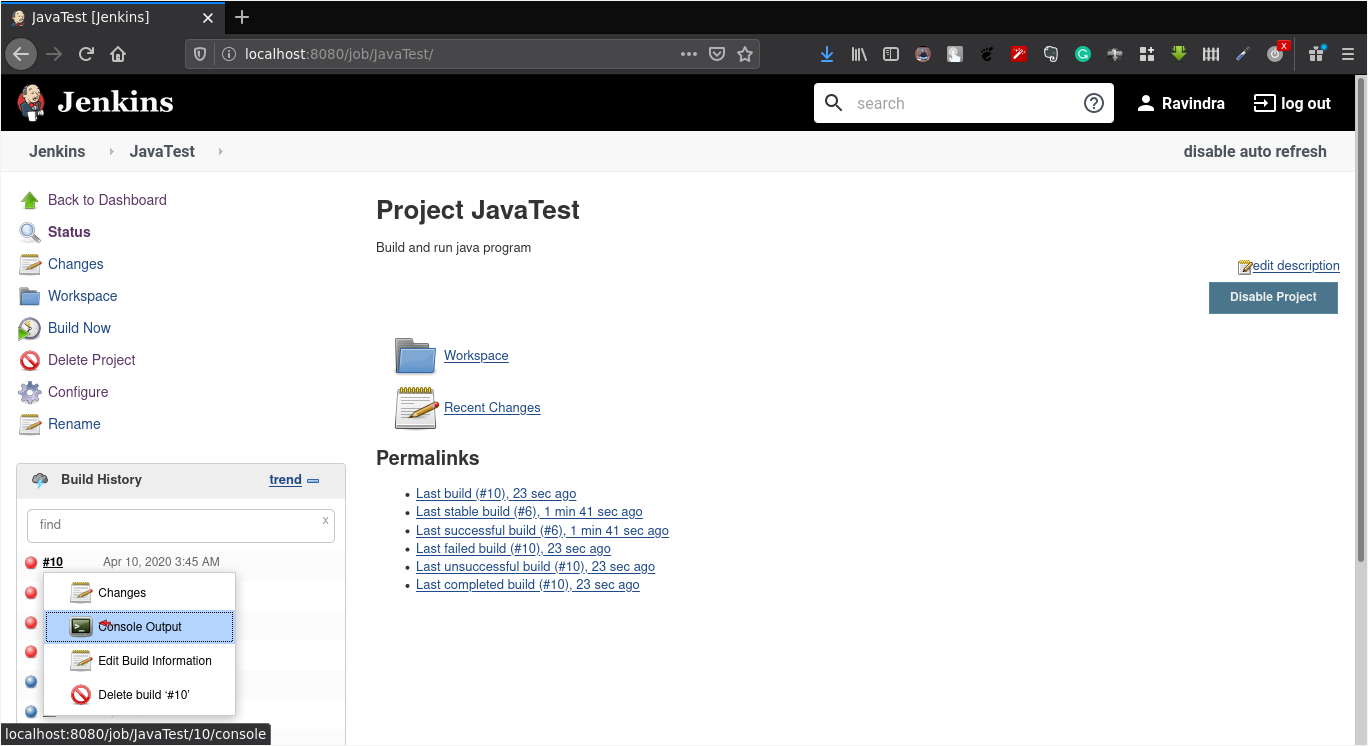 JavaTest [Jenkins]
localhost:8080/job/JavaTest/
x
Jenkins
search
Ravindra
log out
Jenkins
JavaTest
disable auto refresh
Back to Dashboard
Status
Changes
Workspace
Build Now
Delete Project
Configure
Rename
Project JavaTest
Build and run java program
edit description
Disable Project
Workspace
Recent Changes
Permalinks
Last build (#10), 23 sec ago
Last stable build (#6), 1 min 41 sec ago
Last successful build (#6), 1 min 41 sec ago
Last failed build (#10), 23 sec ago
Last unsuccessful build (#10), 23 sec ago
Last completed build (#10), 23 sec ago
Build History
trend
find
x
#10 Apr 10, 2020 3:45 AM
Changes
Console Output
Edit Build Information
Delete build ‘#10’
localhost:8080/job/JavaTest/10/console